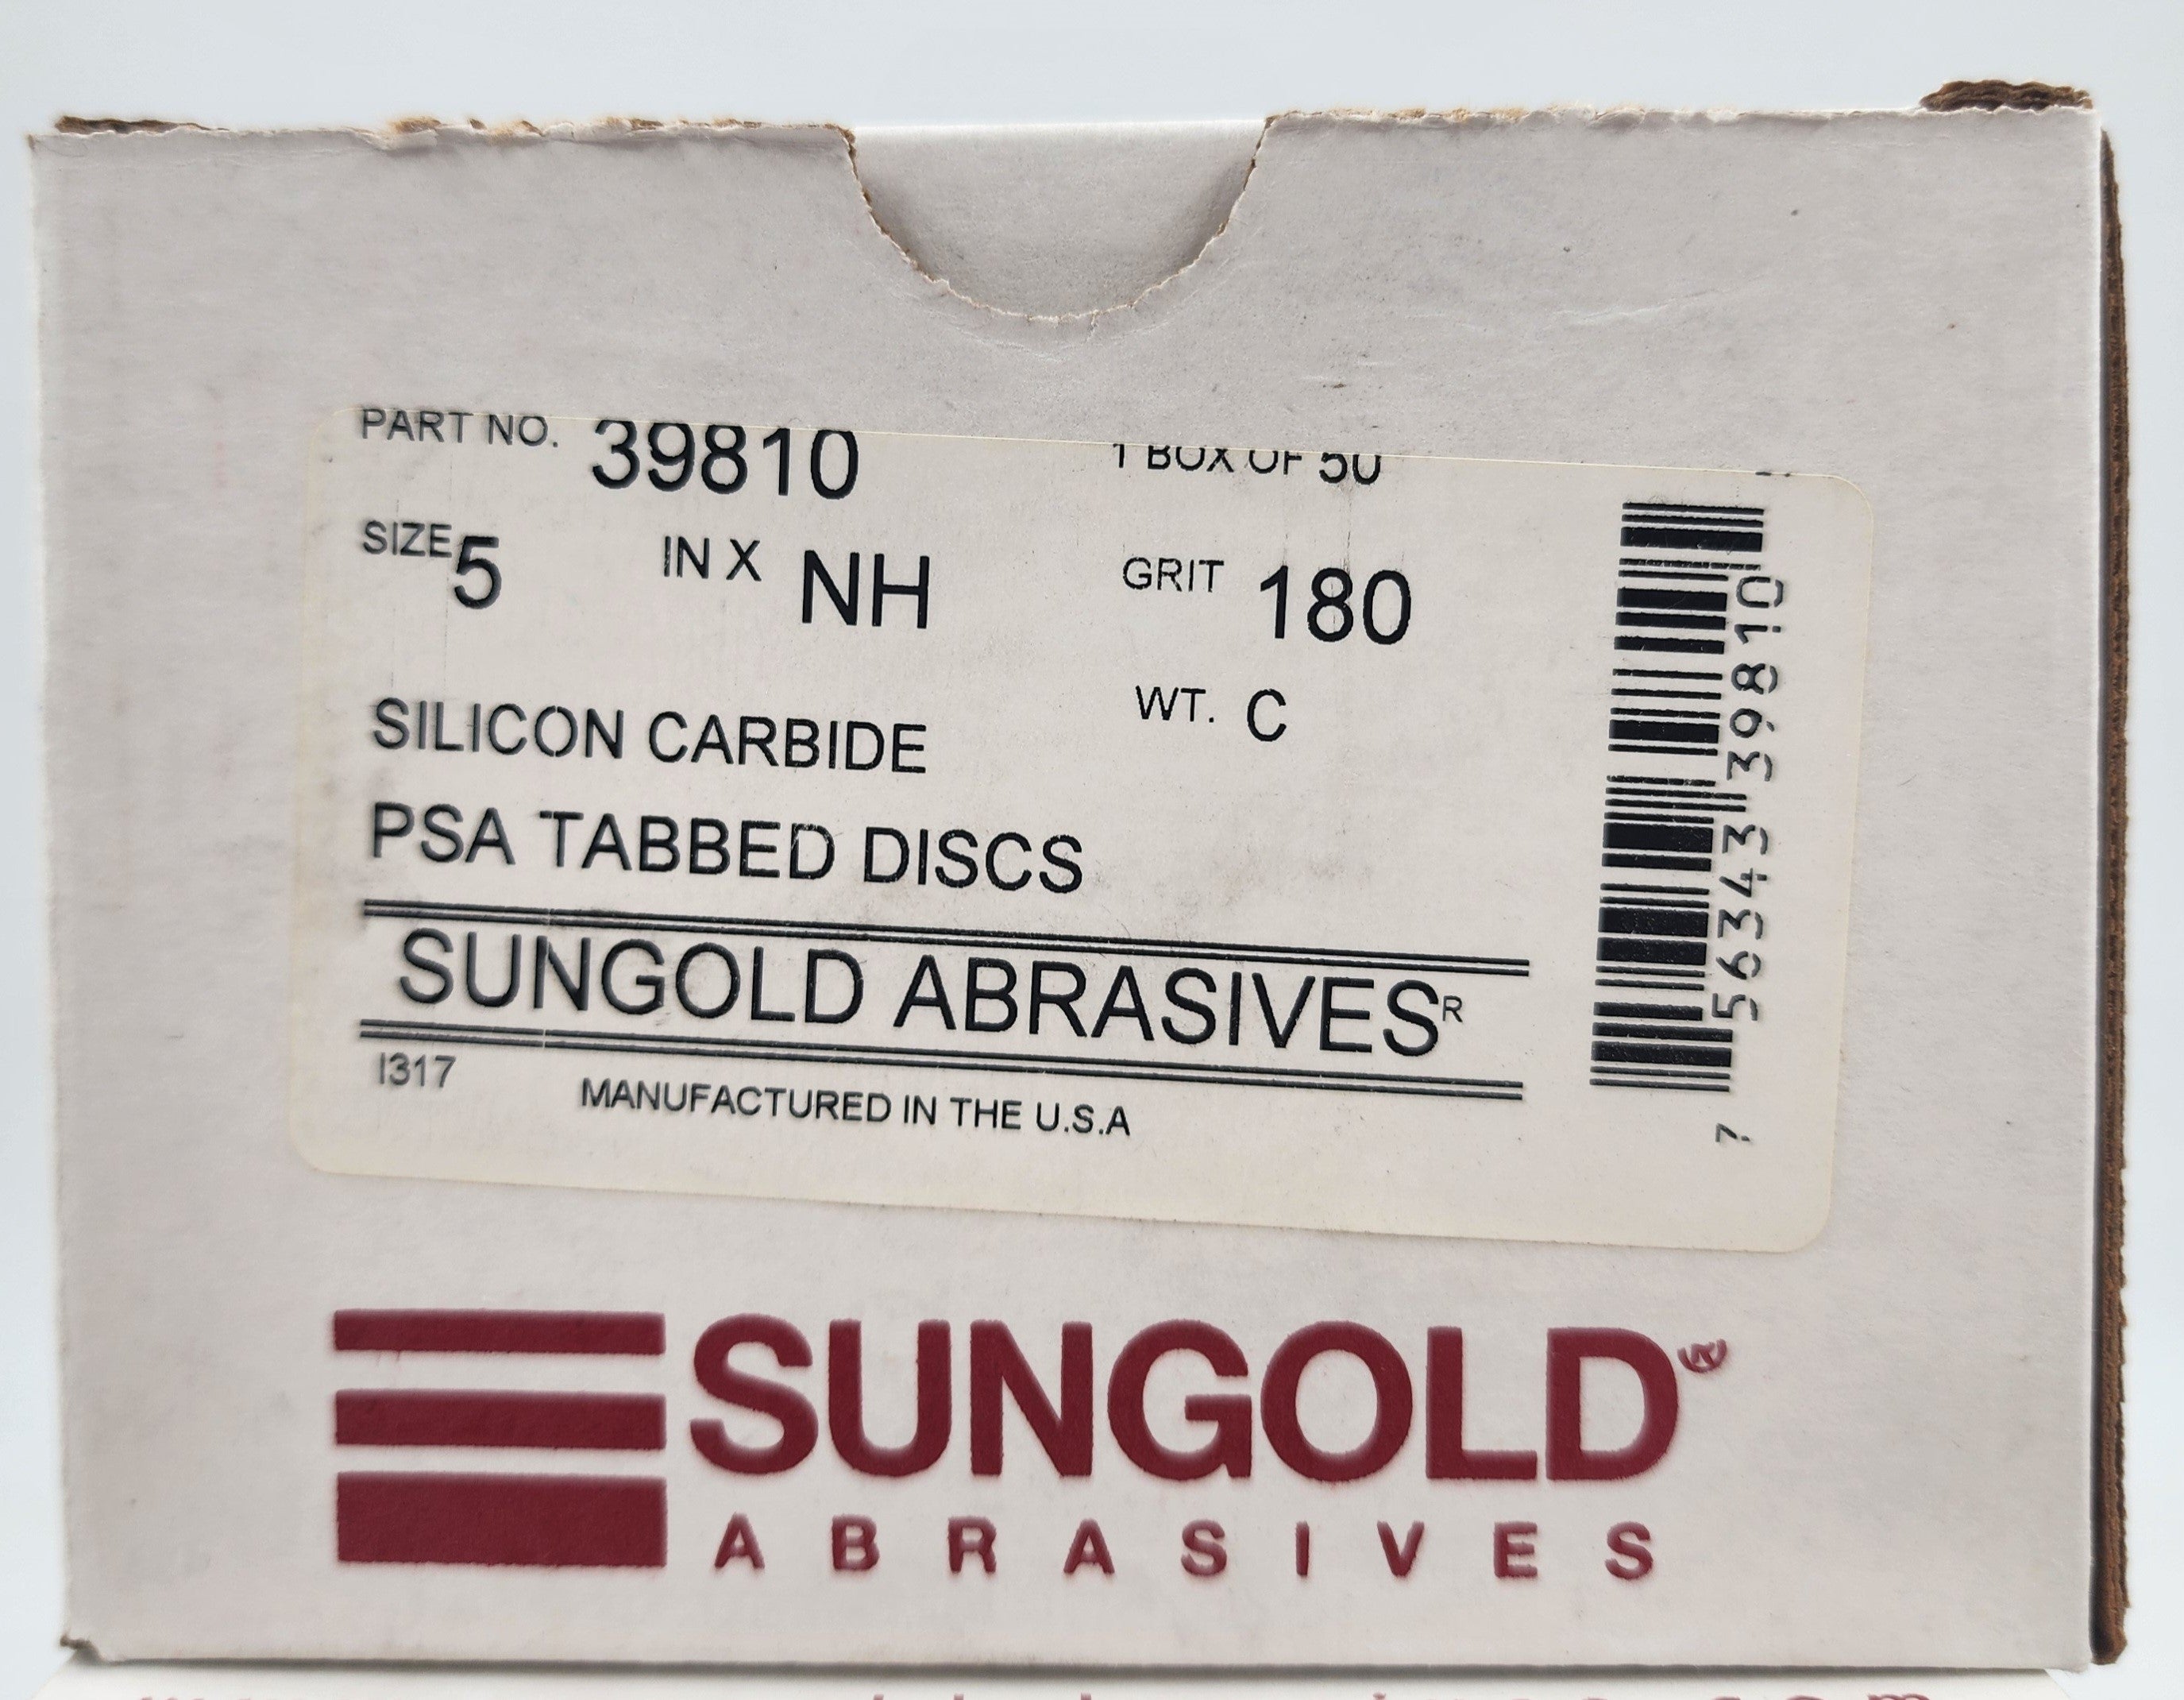 PART NO. 39810
1 BOX OF 50
SIZE 5 IN X NH
GRIT 180
SILICON CARBIDE
WT. C
PSA TABBED DISCS
SUNGOLD ABRASIVES R
I317
MANUFACTURED IN THE U.S.A
7 56343 39810
SUNGOLD®
ABRASIVES